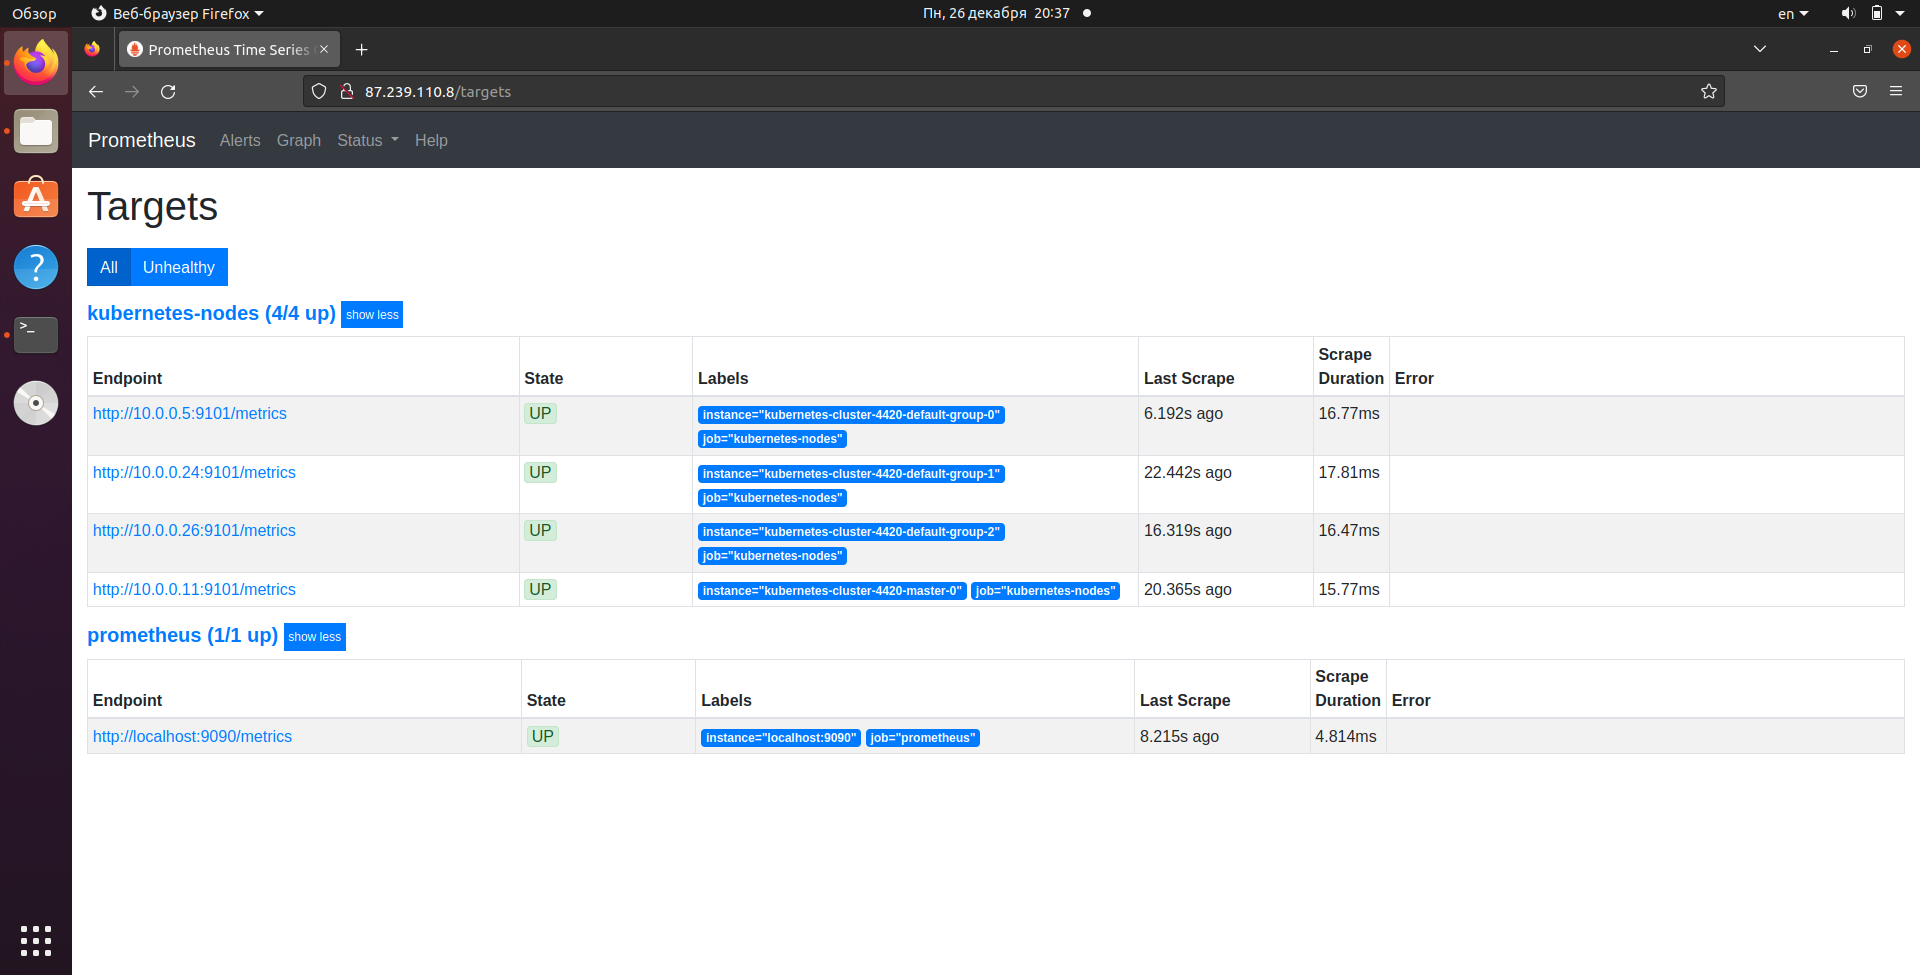 Обзор Веб-браузер Firefox Пн, 26 декабря 20:37 en
Prometheus Time Series
87.239.110.8/targets
Prometheus Alerts Graph Status Help
Targets
All Unhealthy
kubernetes-nodes (4/4 up) show less
Endpoint State Labels Last Scrape Scrape Duration Error
http://10.0.0.5:9101/metrics UP instance="kubernetes-cluster-4420-default-group-0" 6.192s ago 16.77ms
job="kubernetes-nodes"
http://10.0.0.24:9101/metrics UP instance="kubernetes-cluster-4420-default-group-1" 22.442s ago 17.81ms
job="kubernetes-nodes"
http://10.0.0.26:9101/metrics UP instance="kubernetes-cluster-4420-default-group-2" 16.319s ago 16.47ms
job="kubernetes-nodes"
http://10.0.0.11:9101/metrics UP instance="kubernetes-cluster-4420-master-0" job="kubernetes-nodes" 20.365s ago 15.77ms
prometheus (1/1 up) show less
Endpoint State Labels Last Scrape Scrape Duration Error
http://localhost:9090/metrics UP instance="localhost:9090" job="prometheus" 8.215s ago 4.814ms